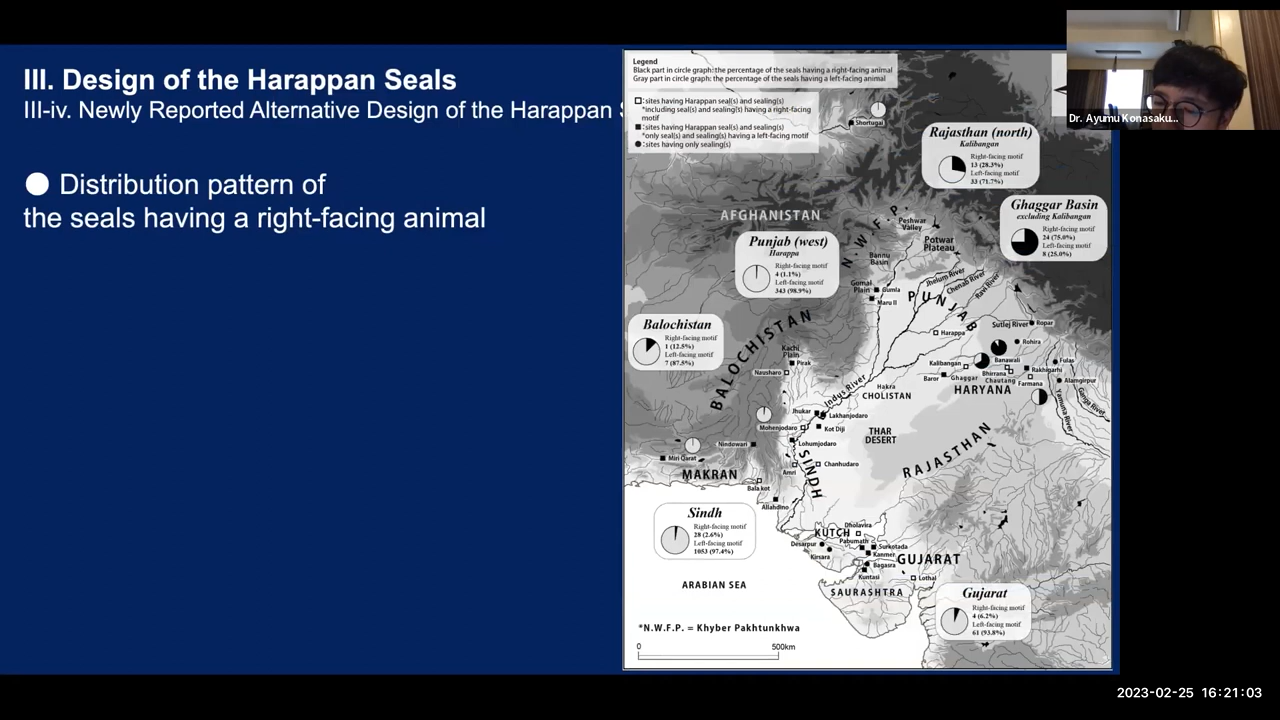 III. Design of the Harappan Seals
III-iv. Newly Reported Alternative Design of the Harappan S
Distribution pattern of
the seals having a right-facing animal
Legend
Black part in circle graph: the percentage of the seals having a right-facing animal
Gray part in circle graph: the percentage of the seals having a left-facing animal
:sites having Harappan seal(s) and sealing(s)
*including seal(s) and sealing(s) having a right-facing
motif
:sites having Harappan seal(s) and sealing(s)
*only seal(s) and sealing(s) having a left-facing motif
:sites having only sealing(s)
Dr. Ayumu Konasaku...
Shortugai
Rajasthan (north)
Kalibangan
Right-facing motif
13 (28.3%)
Left-facing motif
33 (71.7%)
Ghaggar Basin
excluding Kalibangan
Right-facing motif
24 (75.0%)
Left-facing motif
8 (25.0%)
AFGHANISTAN
N.W.F.P.
Peshwar
Valley
Potwar
Plateau
Bannu
Basin
Punjab (west)
Harappa
Right-facing motif
4 (1.1%)
Left-facing motif
343 (98.9%)
Gomal
Plain
Gumla
Maru II
Jhelum River
Chenab River
Ravi River
PUNJAB
Sutlej River
Ropar
Balochistan
Right-facing motif
1 (12.5%)
Left-facing motif
7 (87.5%)
BALOCHISTAN
Kachi
Plain
Pirak
Nausharo
Harappa
Rohira
Kalibangan
Banawali
Fulas
Baror
Ghaggar
Bhirrana
Rakhigarhi
Chautang
Farmana
Alamgirpur
HARYANA
Yamuna River
Ganga River
Indus River
Hakra
CHOLISTAN
Jhukar
Lakhanjodaro
Mohenjodaro
Kot Diji
THAR
DESERT
RAJASTHAN
Nindowari
Lohumjodaro
Miri Qarat
MAKRAN
SINDH
Amri
Chanhudaro
Bala kot
Allahdino
Sindh
Right-facing motif
28 (2.6%)
Left-facing motif
1053 (97.4%)
Dholavira
KUTCH
Desarpur
Pabumath
Surkotada
Kirsara
Kanmer
Bagasra
GUJARAT
Kuntasi
Lothal
ARABIAN SEA
SAURASHTRA
Gujarat
Right-facing motif
4 (6.2%)
Left-facing motif
61 (93.8%)
*N.W.F.P. = Khyber Pakhtunkhwa
0 500km
2023-02-25 16:21:03